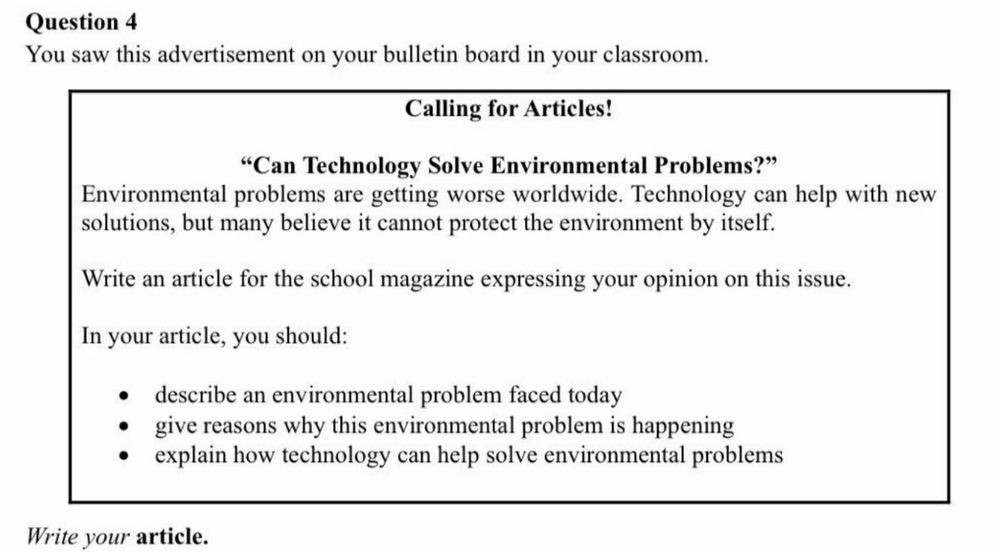 Question 4
You saw this advertisement on your bulletin board in your classroom.
Calling for Articles!
“Can Technology Solve Environmental Problems?”
Environmental problems are getting worse worldwide. Technology can help with new
solutions, but many believe it cannot protect the environment by itself.
Write an article for the school magazine expressing your opinion on this issue.
In your article, you should:
• describe an environmental problem faced today
• give reasons why this environmental problem is happening
• explain how technology can help solve environmental problems
Write your article.